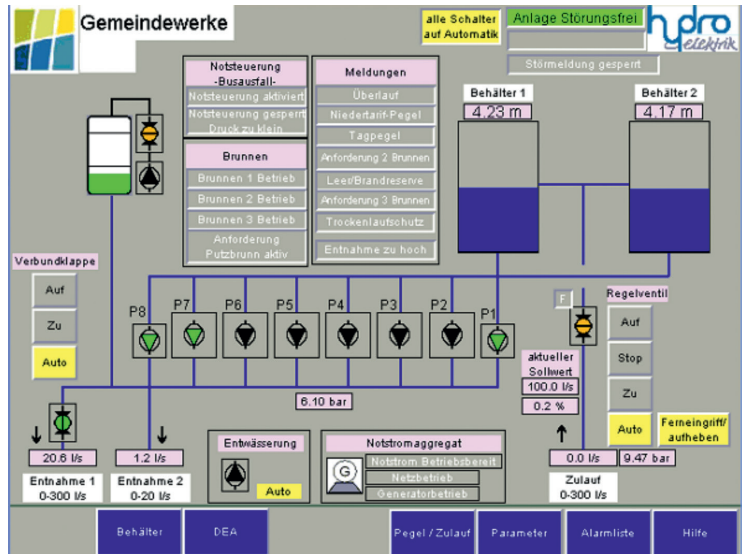 Gemeindewerke
alle Schalter
auf Automatik
Anlage Störungsfrei
Störmeldung gesperrt
hydro
elektrik
Notsteuerung
-Busausfall-
Notsteuerung aktiviert
Notsteuerung gesperrt
Druck zu klein
Brunnen
Brunnen 1 Betrieb
Brunnen 2 Betrieb
Brunnen 3 Betrieb
Anforderung
Putzbrunn aktiv
Meldungen
Überlauf
Niedertarif-Pegel
Tagpegel
Anforderung 2 Brunnen
Leer/Brandreserve
Anforderung 3 Brunnen
Trockenlaufschutz
Entnahme zu hoch
Behälter 1
4.23 m
Behälter 2
4.17 m
Verbundklappe
Auf
Zu
Auto
P8
P7
P6
P5
P4
P3
P2
P1
F
Regelventil
Auf
Stop
Zu
Auto
Ferneingriff/
aufheben
aktueller
Sollwert
100.0 l/s
0.2 %
6.10 bar
20.6 l/s
Entnahme 1
0-300 l/s
1.2 l/s
Entnahme 2
0-20 l/s
Entwässerung
Auto
Notstromaggregat
G
Notstrom Betriebsbereit
Netzbetrieb
Generatorbetrieb
0.0 l/s
9.47 bar
Zulauf
0-300 l/s
Behälter
DEA
Pegel / Zulauf
Parameter
Alarmliste
Hilfe